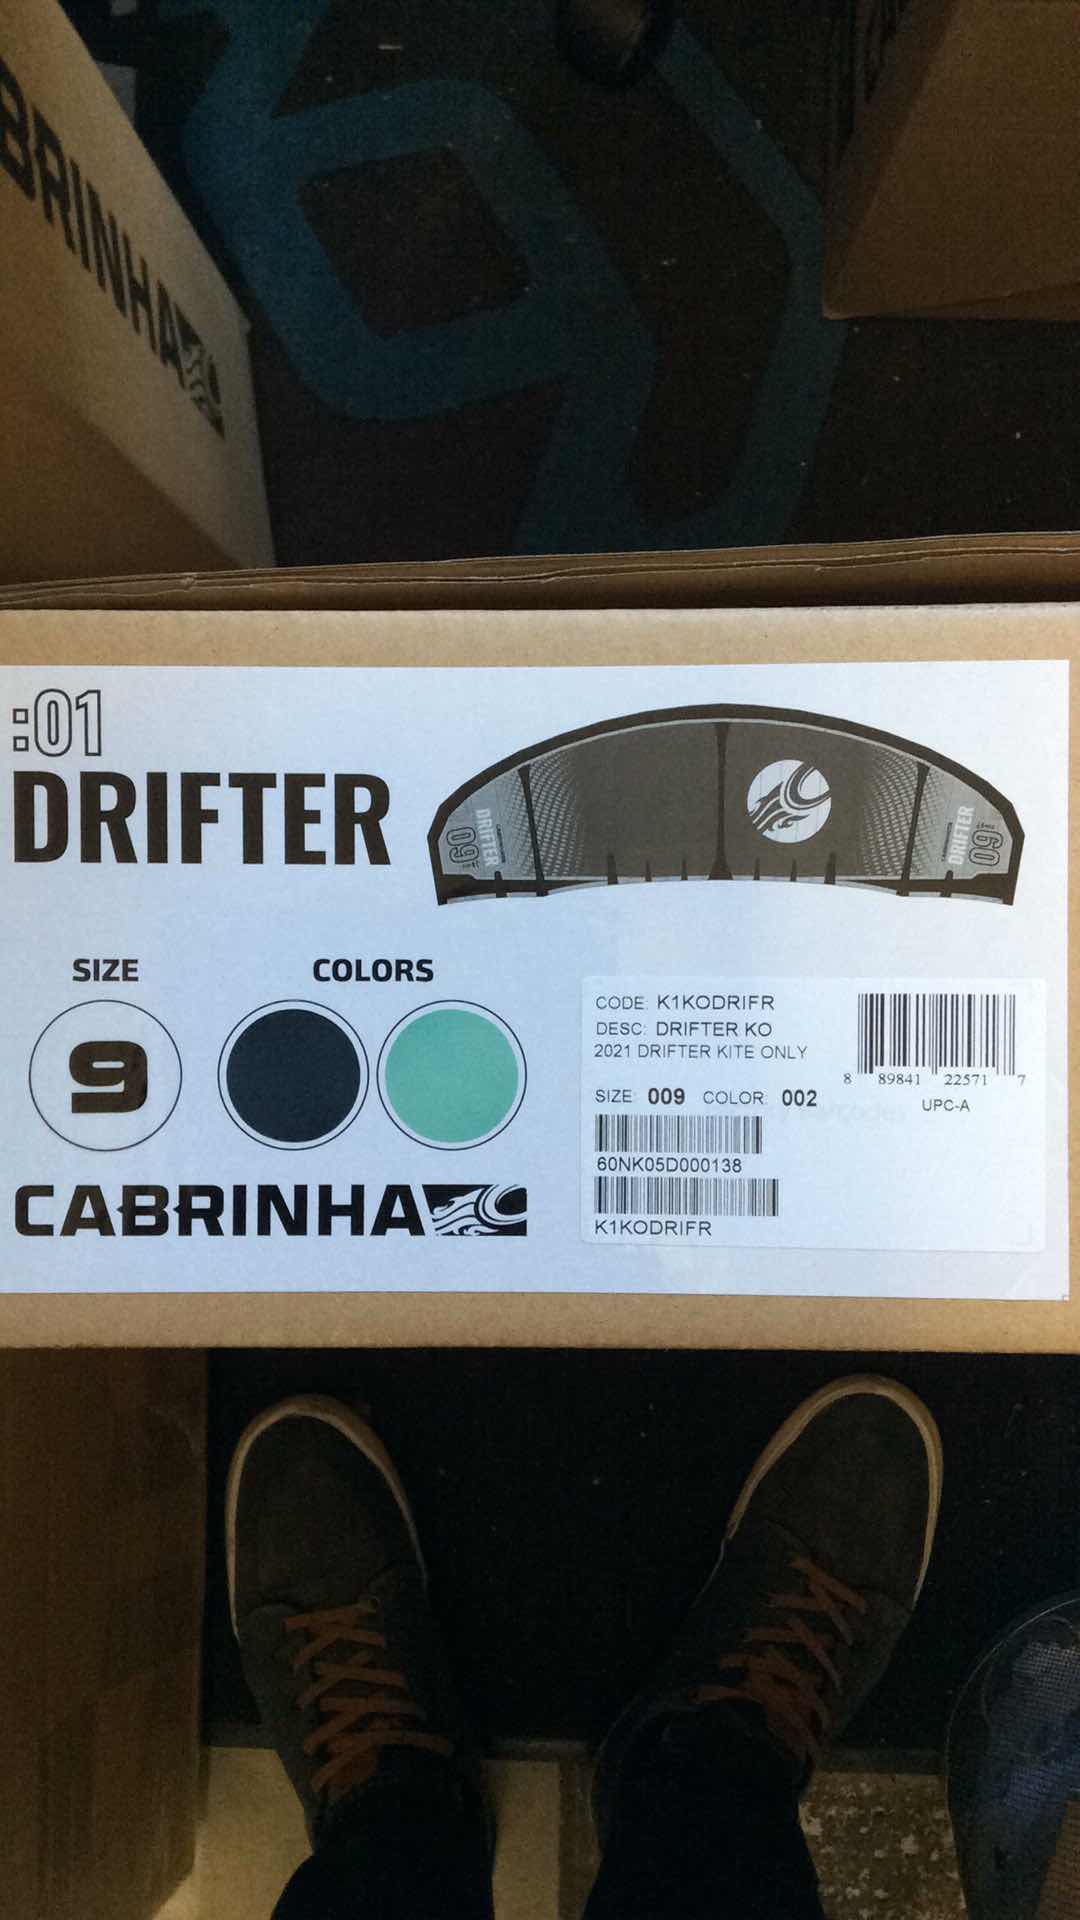 BRINHA
:01
DRIFTER
DRIFTER
09
DRIFTER
09
SIZE
COLORS
9
CABRINHA
CODE: K1KODRIFR
DESC: DRIFTER KO
2021 DRIFTER KITE ONLY
8 89841 22571 7
UPC-A
SIZE: 009 COLOR: 002
60NK05D000138
K1KODRIFR